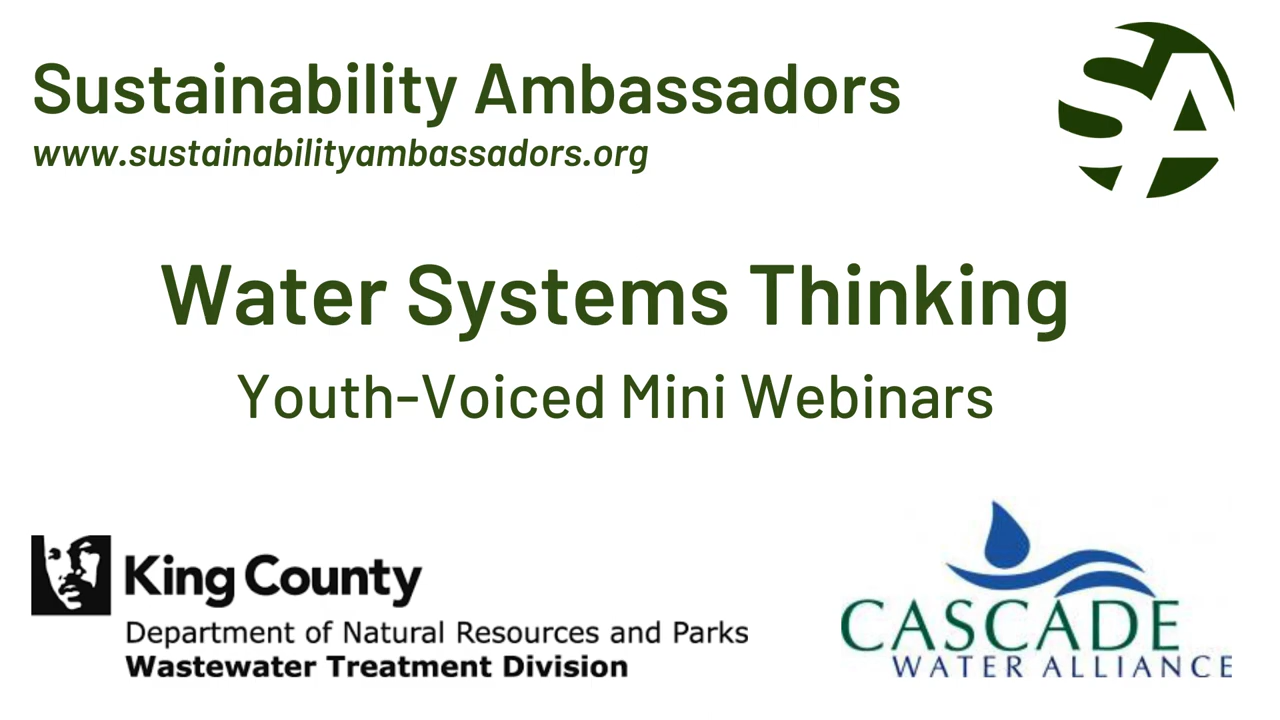 Sustainability Ambassadors
www.sustainabilityambassadors.org
SA
Water Systems Thinking
Youth-Voiced Mini Webinars
King County
Department of Natural Resources and Parks
Wastewater Treatment Division
CASCADE
WATER ALLIANCE